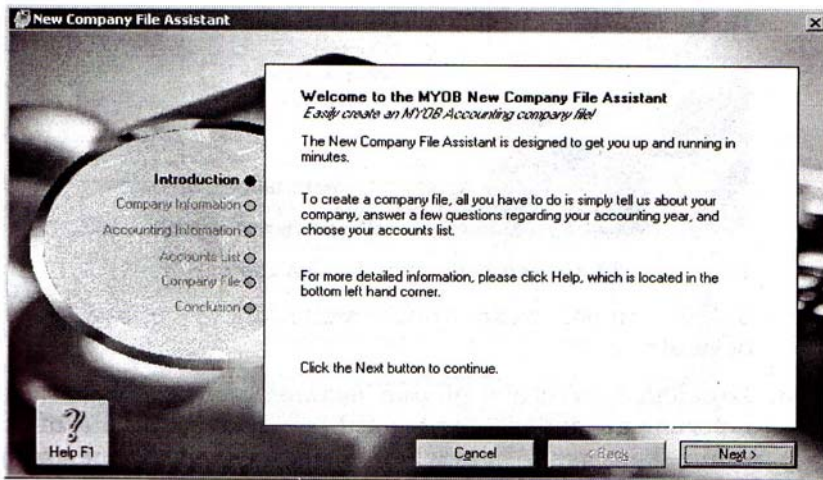 New Company File Assistant
Welcome to the MYOB New Company File Assistant
Easily create an MYOB Accounting company file!
The New Company File Assistant is designed to get you up and running in
minutes.
To create a company file, all you have to do is simply tell us about your
company, answer a few questions regarding your accounting year, and
choose your accounts list.
For more detailed information, please click Help, which is located in the
bottom left hand corner.
Click the Next button to continue.
Introduction
Company Information
Accounting Information
Accounts List
Company File
Conclusion
?
Help F1
Cancel
< Back
Next >